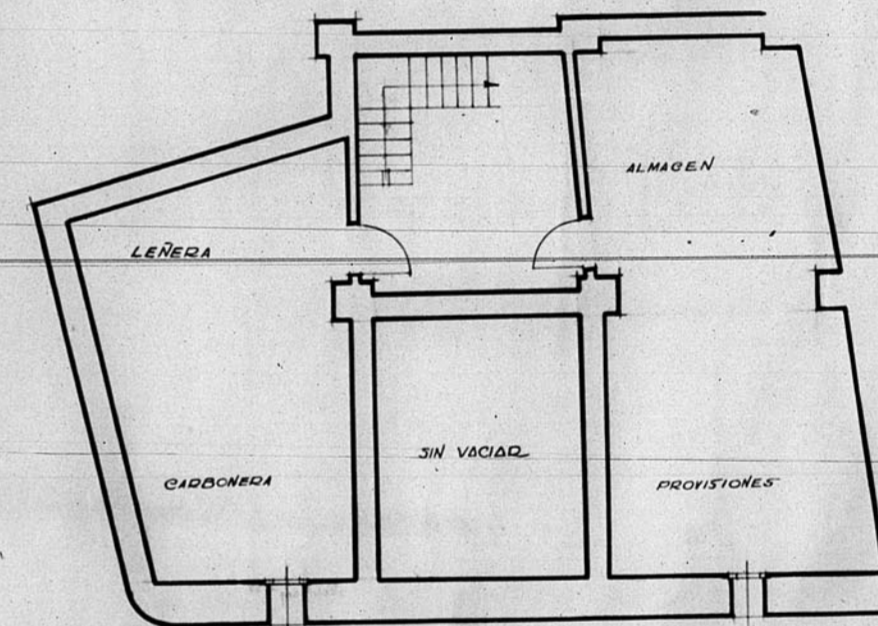 ALMACEN
LEÑERA
SIN VACIAR
CARBONERA
PROVISIONES